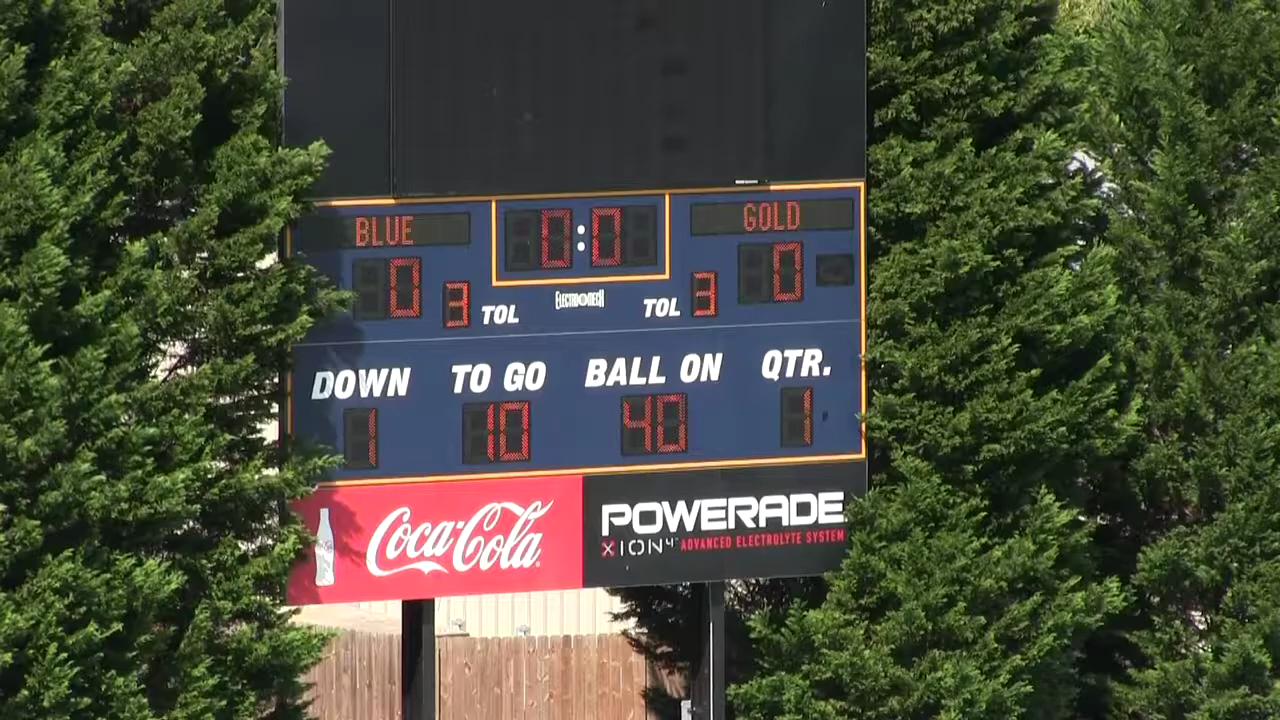 BLUE 0:0 GOLD
0 3 TOL ELECTRO-MECH TOL 3 0
DOWN TO GO BALL ON QTR.
1 10 40 1
Coca-Cola
POWERADE
ION4 ADVANCED ELECTROLYTE SYSTEM